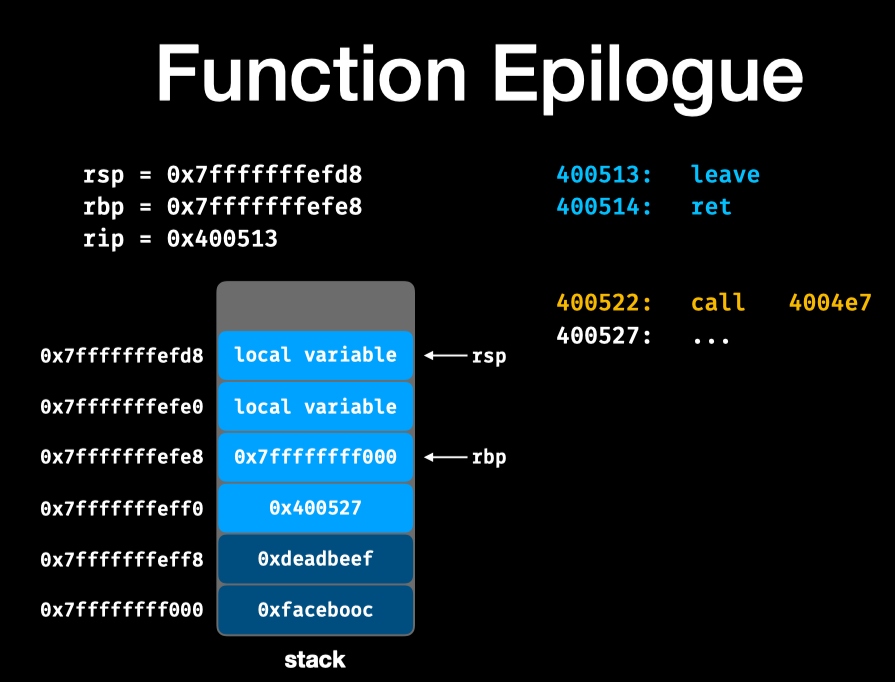 Function Epilogue
rsp = 0x7fffffffefd8
rbp = 0x7fffffffefe8
rip = 0x400513
400513: leave
400514: ret
400522: call 4004e7
400527: ...
0x7fffffffefd8 local variable rsp
0x7fffffffefe0 local variable
0x7fffffffefe8 0x7ffffffff000 rbp
0x7fffffffeff0 0x400527
0x7fffffffeff8 0xdeadbeef
0x7ffffffff000 0xfacebooc
stack